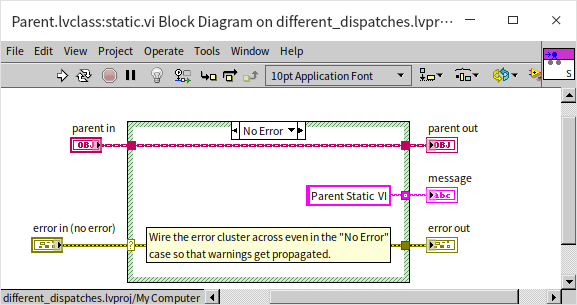 Parent.lvclass:static.vi Block Diagram on different_dispatches.lvpr...
File Edit View Project Operate Tools Window Help
10pt Application Font
S
No Error
parent in
OBJ
parent out
OBJ
message
Parent Static VI
abc
error in (no error)
?
Wire the error cluster across even in the "No Error"
case so that warnings get propagated.
error out
different_dispatches.lvproj/My Computer